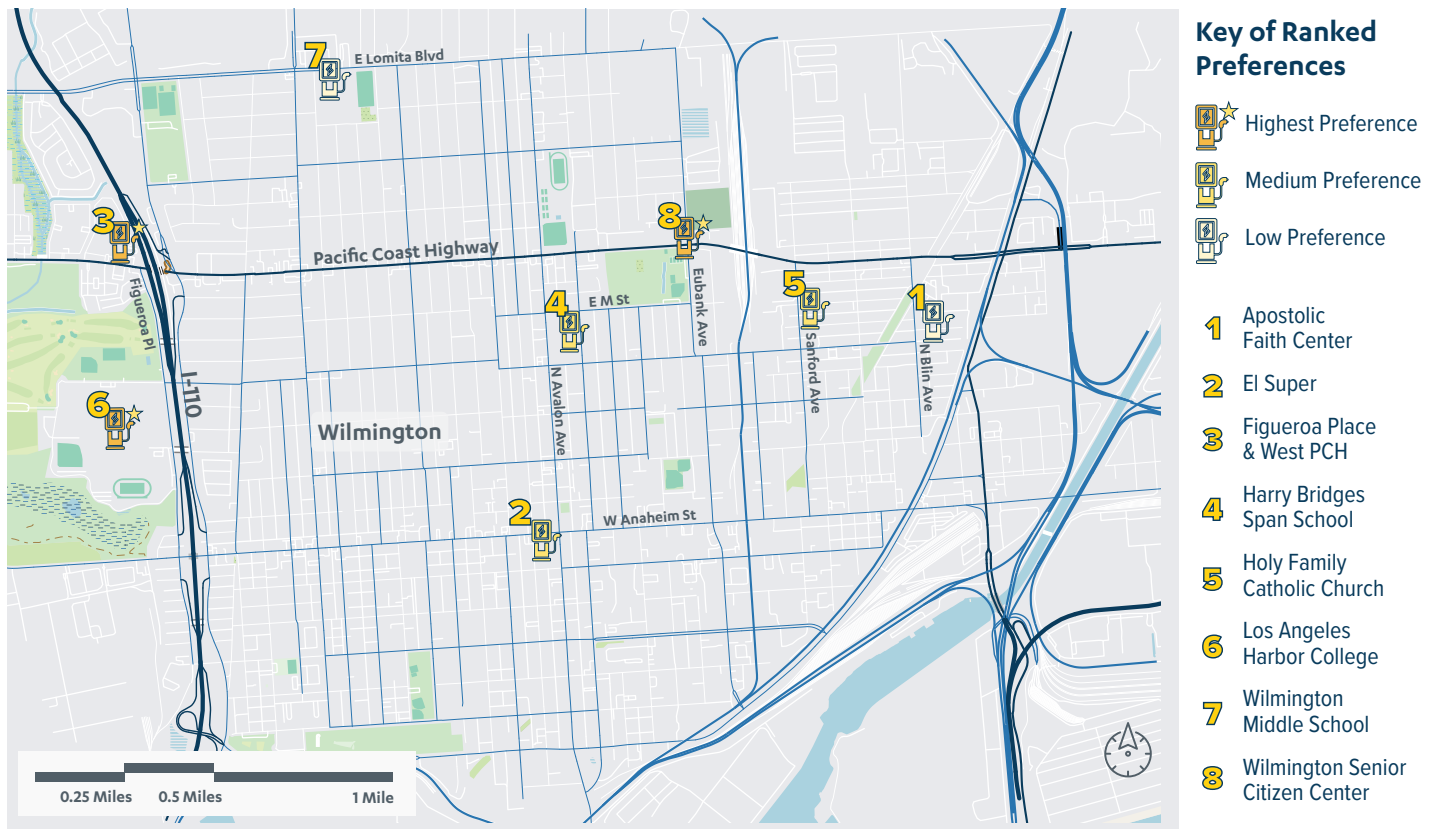 7
E Lomita Blvd
3
8
Pacific Coast Highway
Figueroa Pl
Eubank Ave
5
1
4
E M St
Sanford Ave
N Blin Ave
I-110
N Avalon Ave
6
Wilmington
2
W Anaheim St
0.25 Miles
0.5 Miles
1 Mile
Key of Ranked
Preferences
Highest Preference
Medium Preference
Low Preference
1 Apostolic
Faith Center
2 El Super
3 Figueroa Place
& West PCH
4 Harry Bridges
Span School
5 Holy Family
Catholic Church
6 Los Angeles
Harbor College
7 Wilmington
Middle School
8 Wilmington Senior
Citizen Center